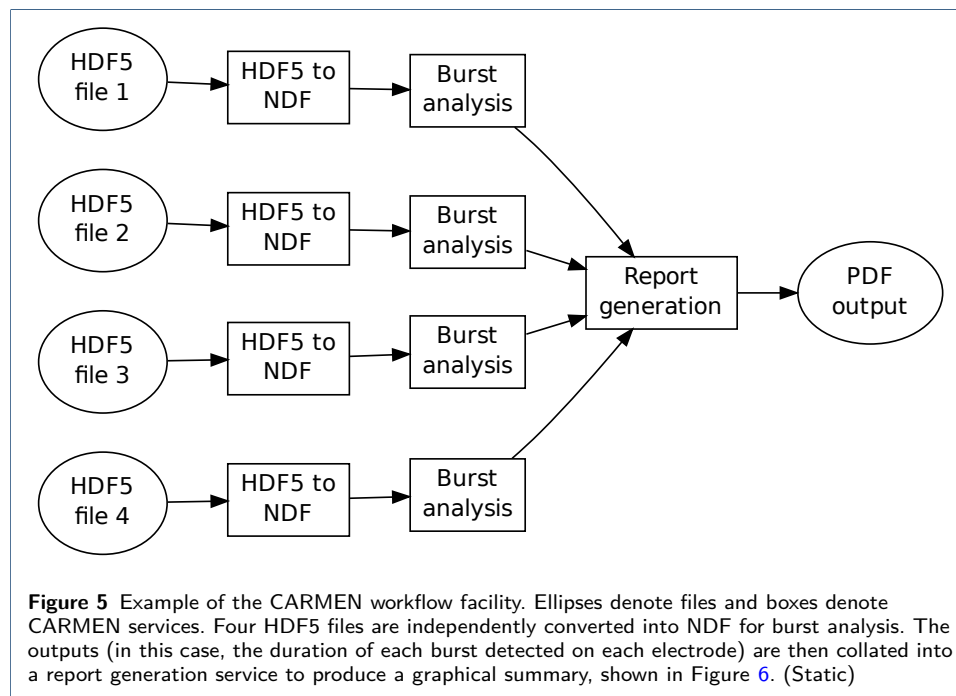 HDF5
file 1
HDF5 to
NDF
Burst
analysis
HDF5
file 2
HDF5 to
NDF
Burst
analysis
Report
generation
PDF
output
HDF5
file 3
HDF5 to
NDF
Burst
analysis
HDF5
file 4
HDF5 to
NDF
Burst
analysis
Figure 5 Example of the CARMEN workflow facility. Ellipses denote files and boxes denote
CARMEN services. Four HDF5 files are independently converted into NDF for burst analysis. The
outputs (in this case, the duration of each burst detected on each electrode) are then collated into
a report generation service to produce a graphical summary, shown in Figure 6. (Static)